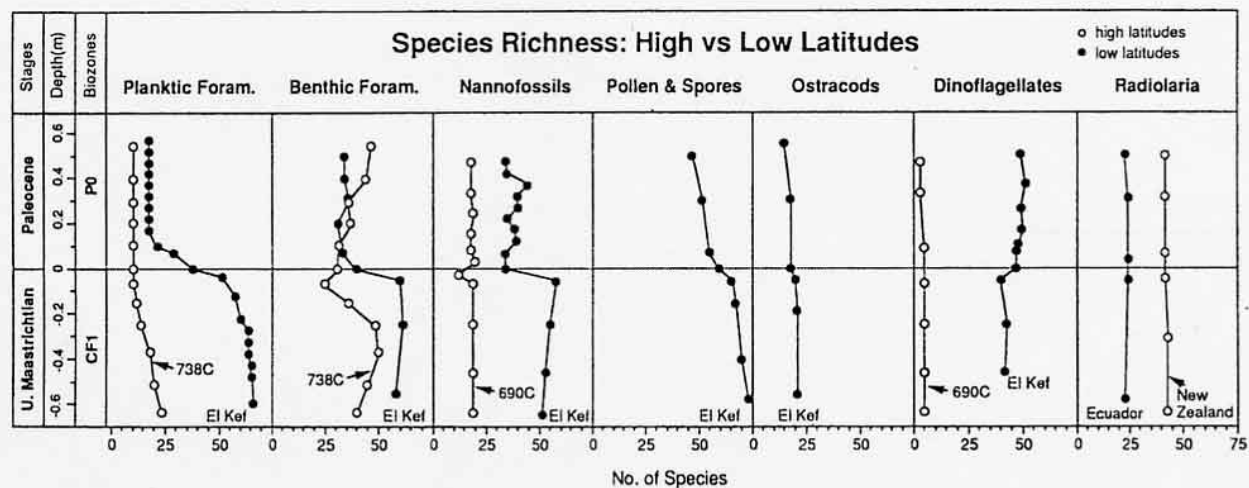 Species Richness: High vs Low Latitudes
○ high latitudes
● low latitudes
Stages
Depth(m)
Biozones
Planktic Foram.
Benthic Foram.
Nannofossils
Pollen & Spores
Ostracods
Dinoflagellates
Radiolaria
Paleocene
U. Maastrichtian
0.6
0.4
0.2
0
-0.2
-0.4
-0.6
P0
CF1
738C
El Kef
738C
El Kef
690C
El Kef
El Kef
El Kef
690C
El Kef
Ecuador
New
Zealand
0 25 50 0 25 50 0 25 50 0 25 50 0 25 0 25 50 0 25 50 75
No. of Species